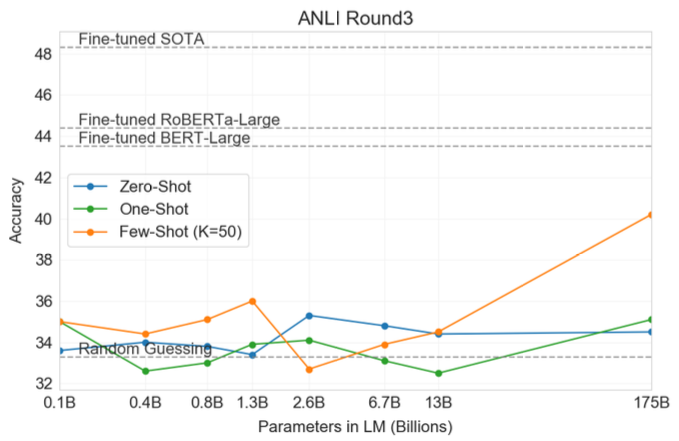 ANLI Round3
Fine-tuned SOTA
Fine-tuned RoBERTa-Large
Fine-tuned BERT-Large
Zero-Shot
One-Shot
Few-Shot (K=50)
Random Guessing
Accuracy
48
46
44
42
40
38
36
34
32
0.1B 0.4B 0.8B 1.3B 2.6B 6.7B 13B 175B
Parameters in LM (Billions)